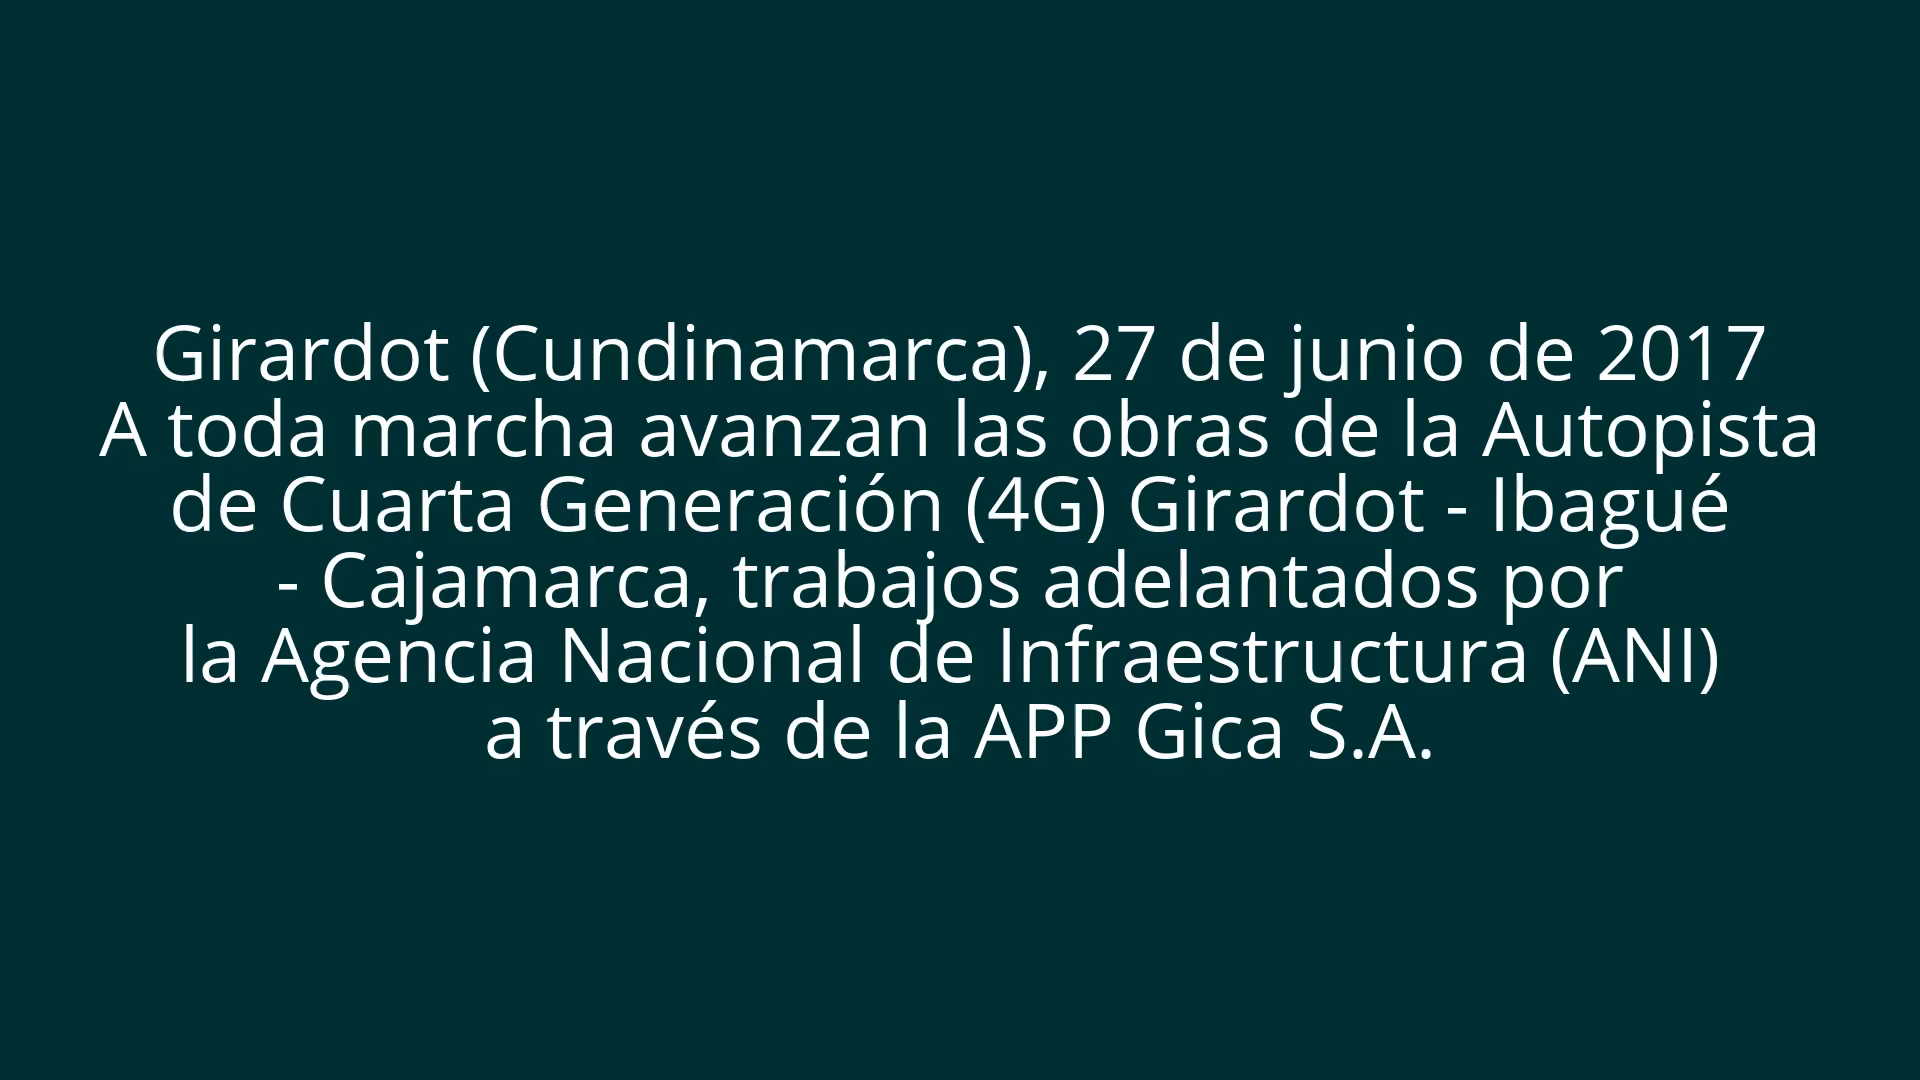 Girardot (Cundinamarca), 27 de junio de 2017
A toda marcha avanzan las obras de la Autopista
de Cuarta Generación (4G) Girardot - Ibagué
- Cajamarca, trabajos adelantados por
la Agencia Nacional de Infraestructura (ANI)
a través de la APP Gica S.A.